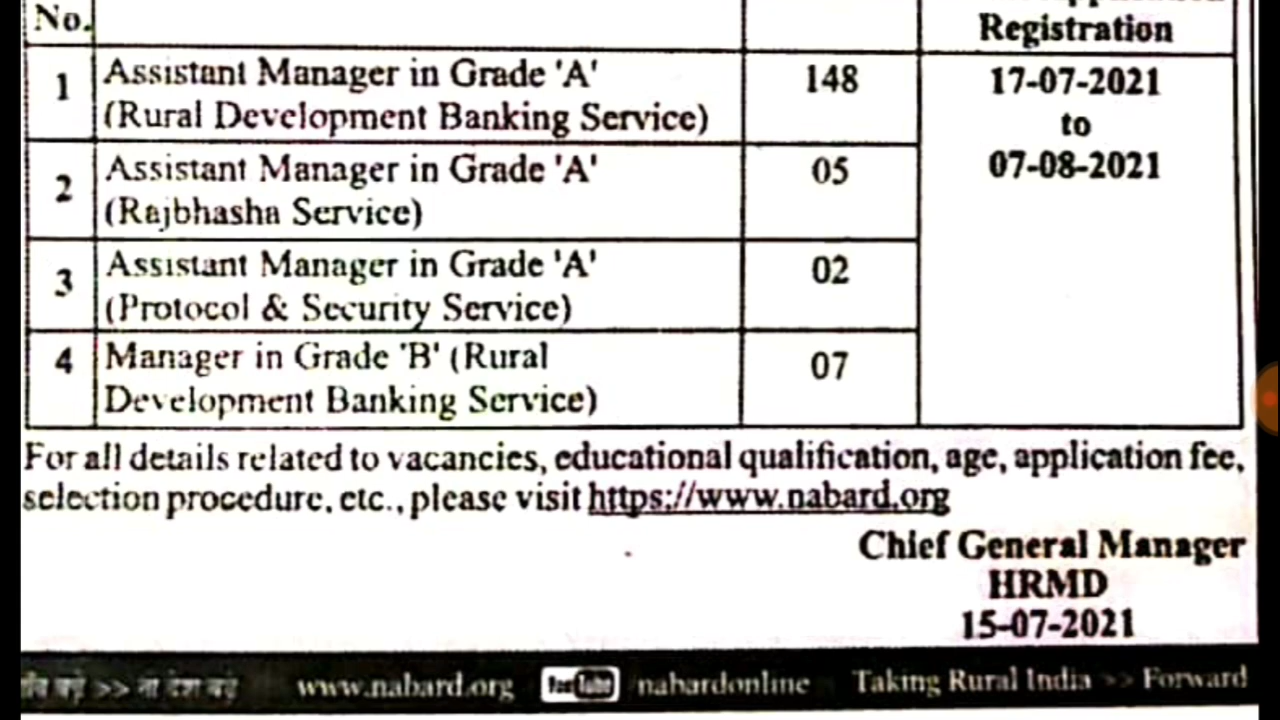 No.
Registration
1 Assistant Manager in Grade 'A' 148 17-07-2021
(Rural Development Banking Service) to
2 Assistant Manager in Grade 'A' 05 07-08-2021
(Rajbhasha Service)
3 Assistant Manager in Grade 'A' 02
(Protocol & Security Service)
4 Manager in Grade 'B' (Rural 07
Development Banking Service)
For all details related to vacancies, educational qualification, age, application fee,
selection procedure, etc., please visit https://www.nabard.org
Chief General Manager
HRMD
15-07-2021
बढ़े >> तो देश बढ़े www.nabard.org YouTube nabardonline Taking Rural India >> Forward